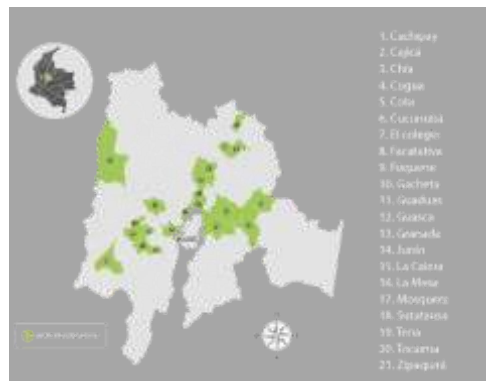 1. Cachipay
2. Cajicá
3. Chía
4. Cogua
5. Cota
6. Cucunubá
7. El colegio
8. Facatativa
9. Fuquene
10. Gacheta
11. Guaduas
12. Guasca
13. Granada
14. Junín
15. La Calera
16. La Mesa
17. Mosquera
18. Sutatausa
19. Tena
20. Tocaima
21. Zipaquirá